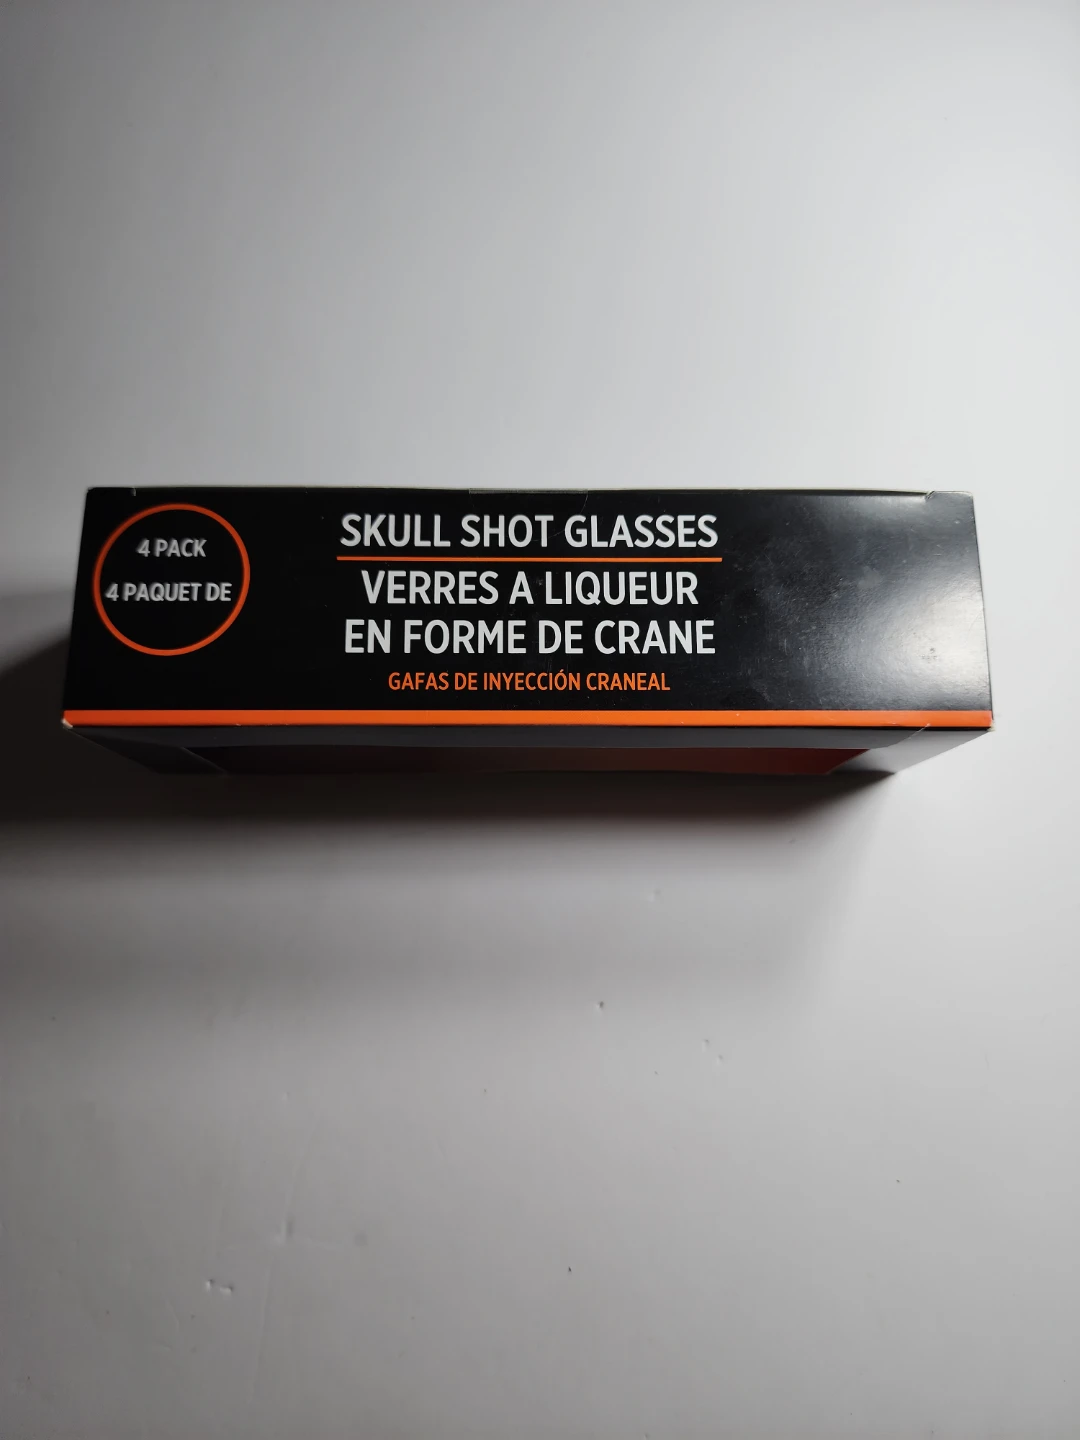 4 PACK
4 PAQUET DE
SKULL SHOT GLASSES
VERRES A LIQUEUR
EN FORME DE CRANE
GAFAS DE INYECCIÓN CRANEAL